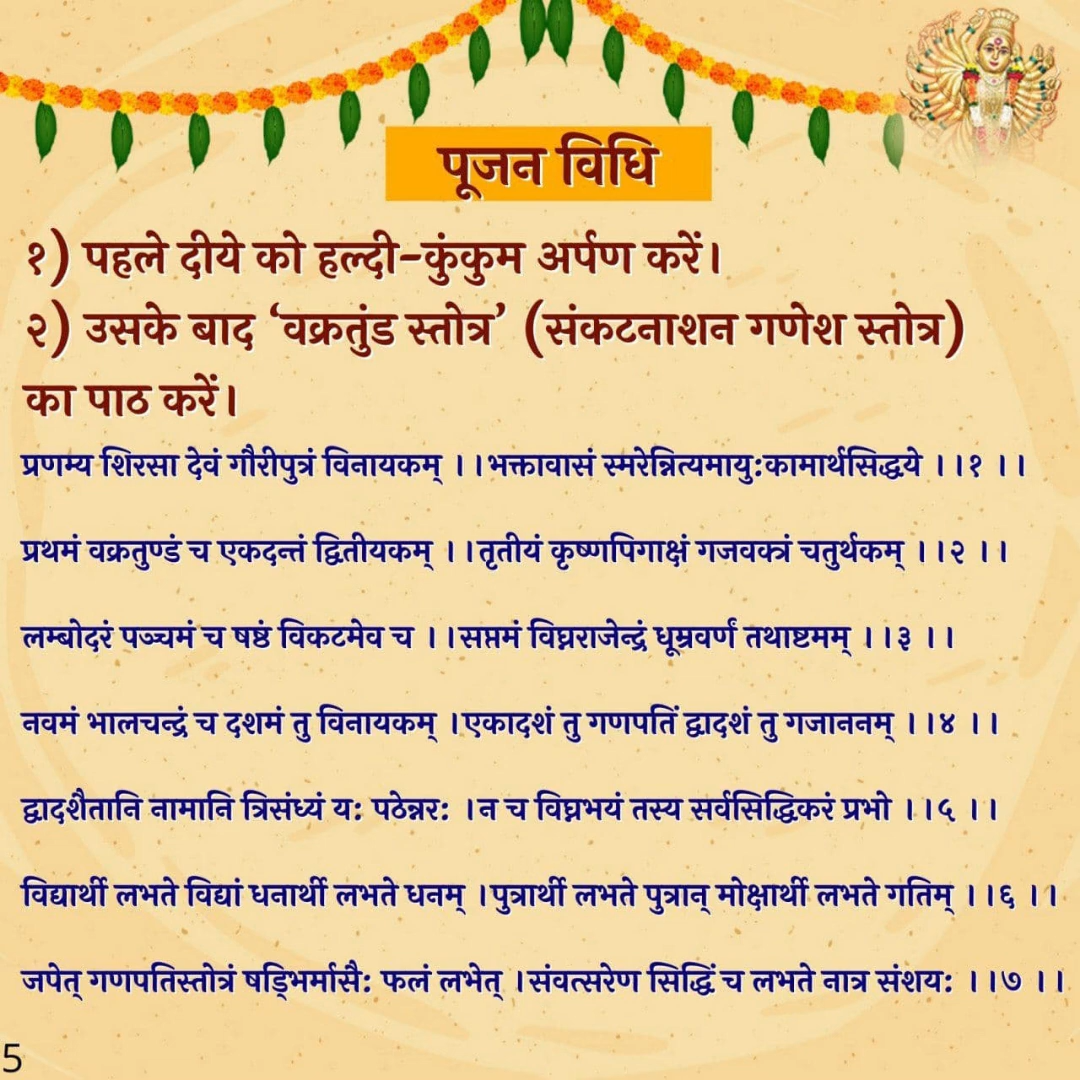 पूजन विधि
१) पहले दीये को हल्दी-कुंकुम अर्पण करें।
२) उसके बाद ‘वक्रतुंड स्तोत्र’ (संकटनाशन गणेश स्तोत्र)
का पाठ करें।
प्रणम्य शिरसा देवं गौरीपुत्रं विनायकम् ।।भक्तावासं स्मरेन्नित्यमायु:कामार्थसिद्धये ।।१ ।।
प्रथमं वक्रतुण्डं च एकदन्तं द्वितीयकम् ।।तृतीयं कृष्णपिगाक्षं गजवक्त्रं चतुर्थकम् ।।२ ।।
लम्बोदरं पञ्चमं च षष्ठं विकटमेव च ।।सप्तमं विघ्नराजेन्द्रं धूम्रवर्णं तथाष्टमम् ।।३ ।।
नवमं भालचन्द्रं च दशमं तु विनायकम् ।एकादशं तु गणपतिं द्वादशं तु गजाननम् ।।४ ।।
द्वादशैतानि नामानि त्रिसंध्यं य: पठेन्नर: ।न च विघ्नभयं तस्य सर्वसिद्धिकरं प्रभो ।।५ ।।
विद्यार्थी लभते विद्यां धनार्थी लभते धनम् ।पुत्रार्थी लभते पुत्रान् मोक्षार्थी लभते गतिम् ।।६ ।।
जपेत् गणपतिस्तोत्रं षड्भिर्मासै: फलं लभेत् ।संवत्सरेण सिद्धिं च लभते नात्र संशय: ।।७ ।।
5